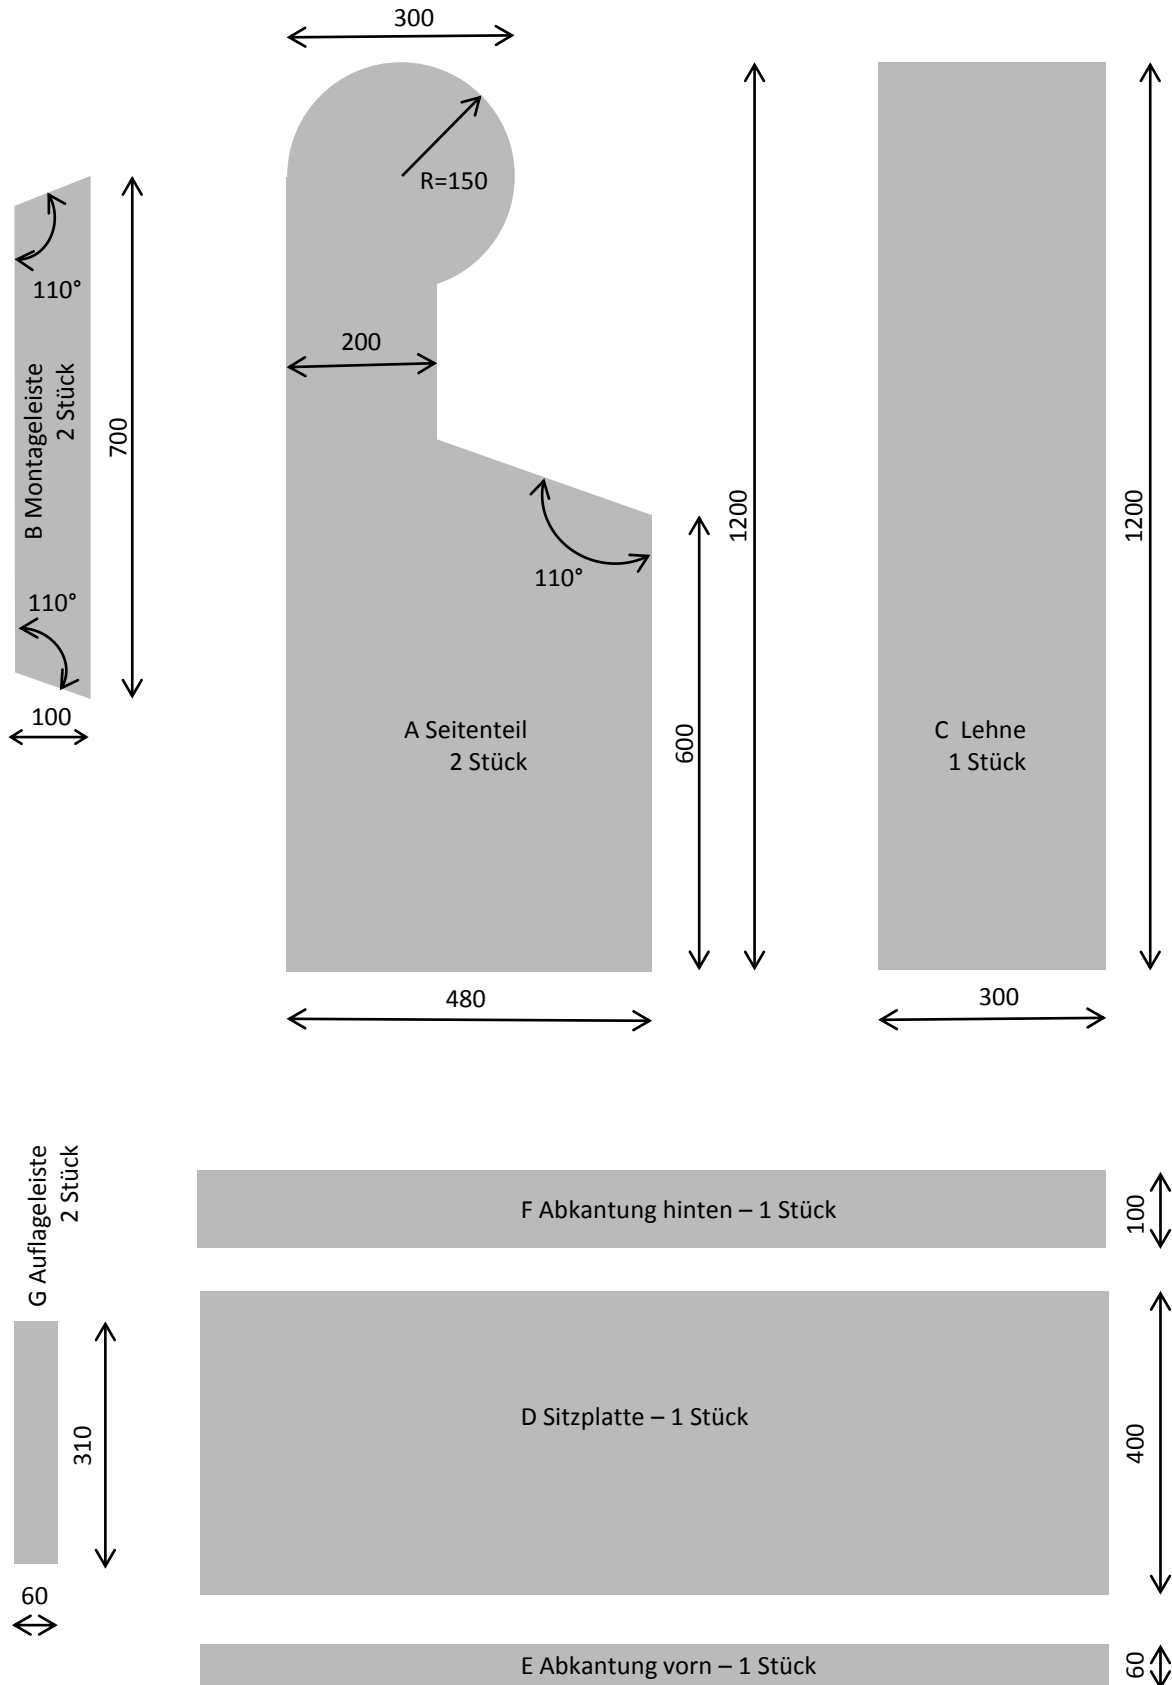 300
R=150
110°
B Montageleiste
2 Stück
700
110°
100
200
110°
1200
600
A Seitenteil
2 Stück
480
C Lehne
1 Stück
1200
300
G Auflageleiste
2 Stück
310
60
F Abkantung hinten – 1 Stück
100
D Sitzplatte – 1 Stück
400
E Abkantung vorn – 1 Stück
60